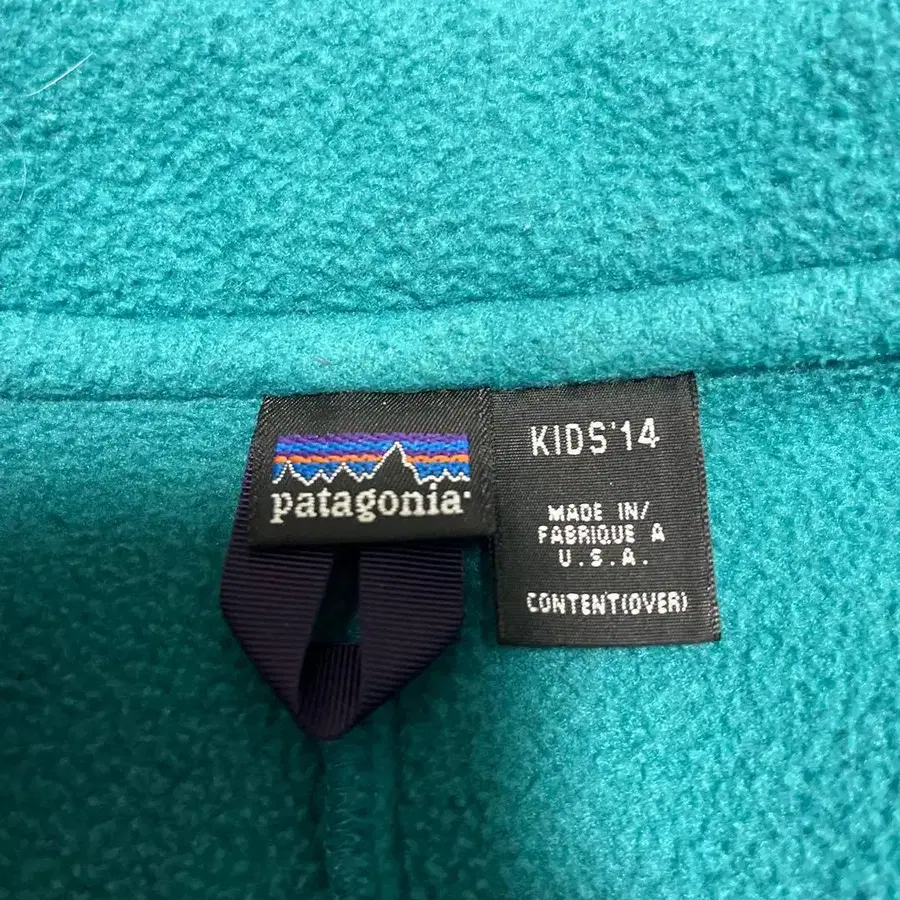 patagonia®
KIDS'14
MADE IN/
FABRIQUE A
U.S.A.
CONTENT(OVER)